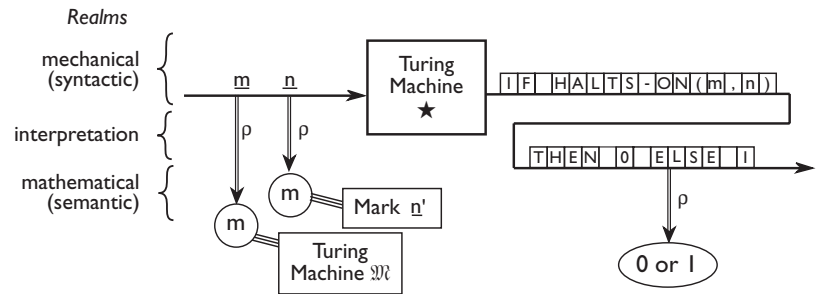 Realms
mechanical
(syntactic)
m n
Turing
Machine
★
IF HALTS-ON(m,n)
interpretation
ρ ρ
THEN 0 ELSE 1
mathematical
(semantic)
m
Mark n'
ρ
m
Turing
Machine 𝔐
0 or 1